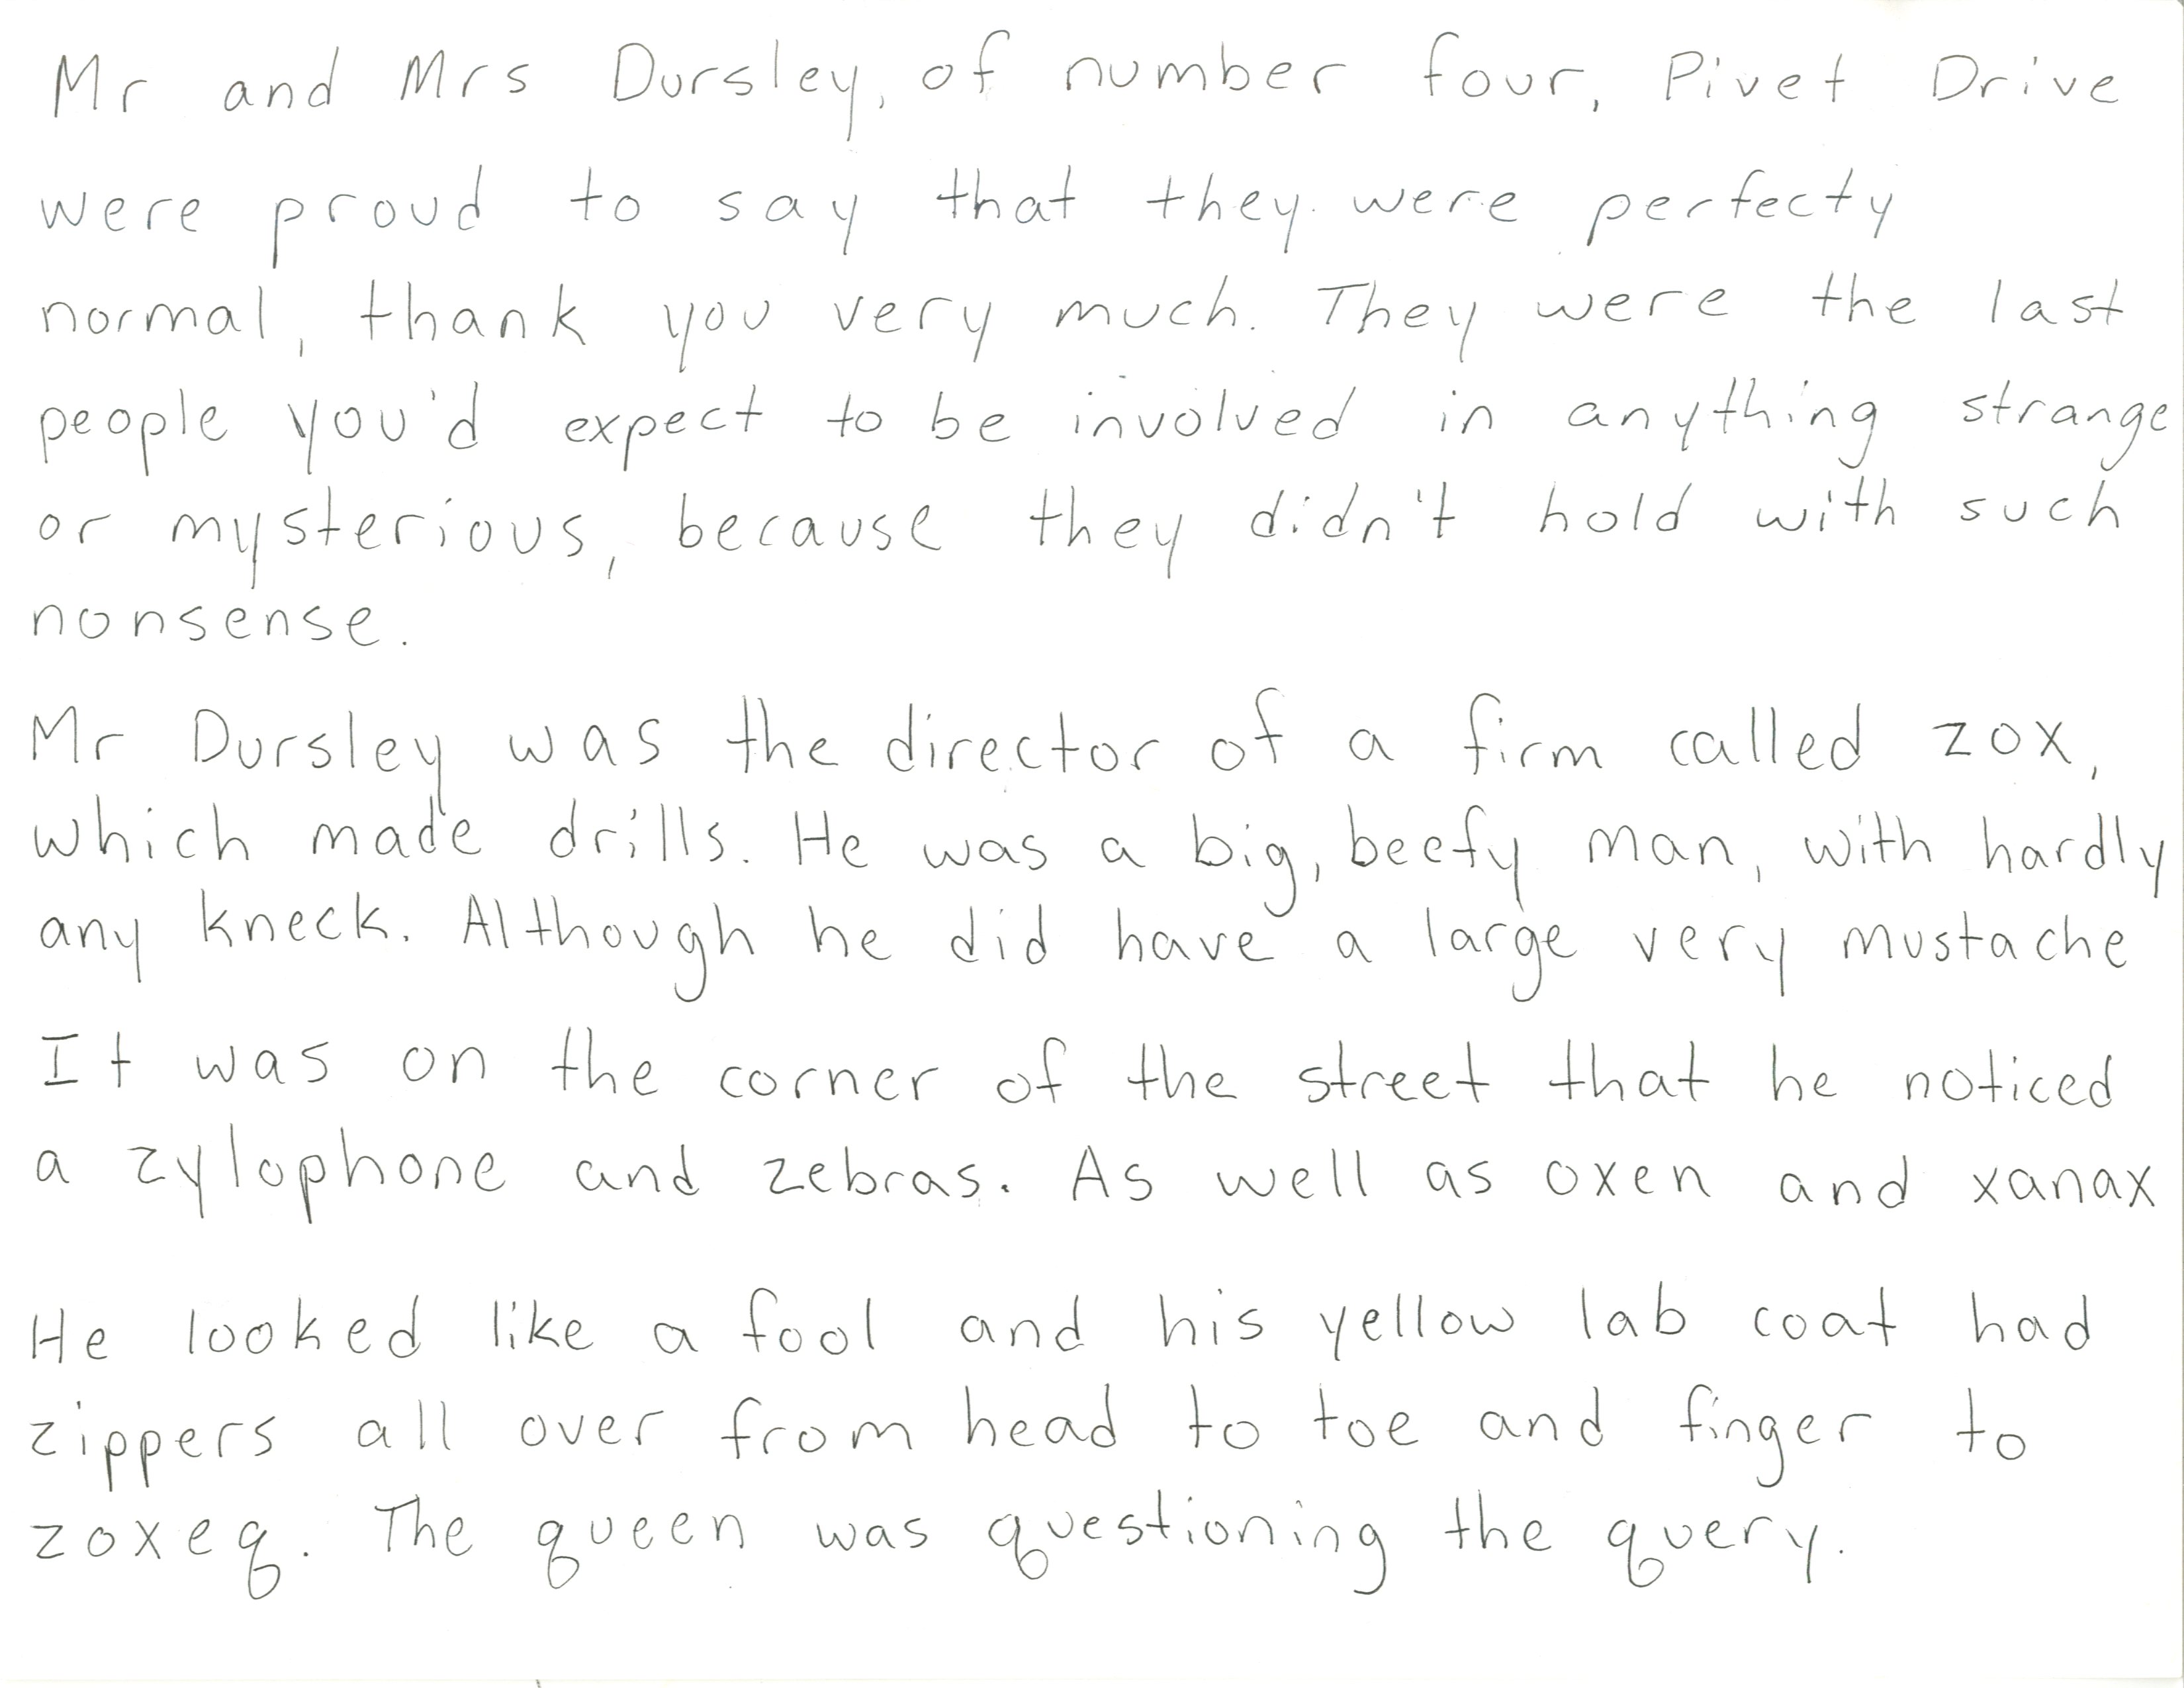 Mr and Mrs Dursley, of number four, Pivet Drive
were proud to say that they were perfecty
normal, thank you very much. They were the last
people you'd expect to be involved in anything strange
or mysterious, because they didn't hold with such
nonsense.
Mr Dursley was the director of a firm called zox,
which made drills. He was a big, beefy man, with hardly
any kneck. Although he did have a large very mustache
It was on the corner of the street that he noticed
a zylophone and zebras. As well as oxen and xanax
He looked like a fool and his yellow lab coat had
zippers all over from head to toe and finger to
zoxeq. The queen was questioning the query.